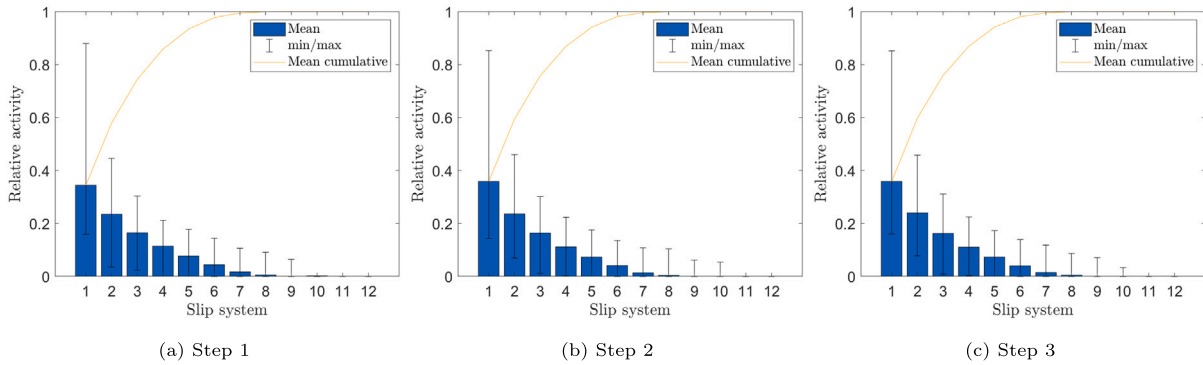 1
0.8
0.6
0.4
0.2
0
Relative activity
Mean
min/max
Mean cumulative
1 2 3 4 5 6 7 8 9 10 11 12
Slip system
(a) Step 1
1
0.8
0.6
0.4
0.2
0
Relative activity
Mean
min/max
Mean cumulative
1 2 3 4 5 6 7 8 9 10 11 12
Slip system
(b) Step 2
1
0.8
0.6
0.4
0.2
0
Relative activity
Mean
min/max
Mean cumulative
1 2 3 4 5 6 7 8 9 10 11 12
Slip system
(c) Step 3